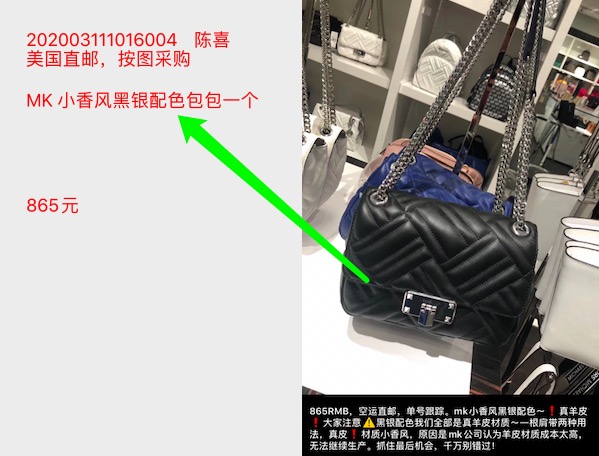 202003111016004 陈喜
美国直邮，按图采购
MK 小香风黑银配色包包一个
865元
865RMB，空运直邮，单号跟踪。mk小香风黑银配色～❗真羊皮
❗大家注意⚠️黑银配色我们全部是真羊皮材质～一根肩带两种用
法，真皮❗材质小香风，原因是mk公司认为羊皮材质成本太高，
无法继续生产。抓住最后机会，千万别错过！